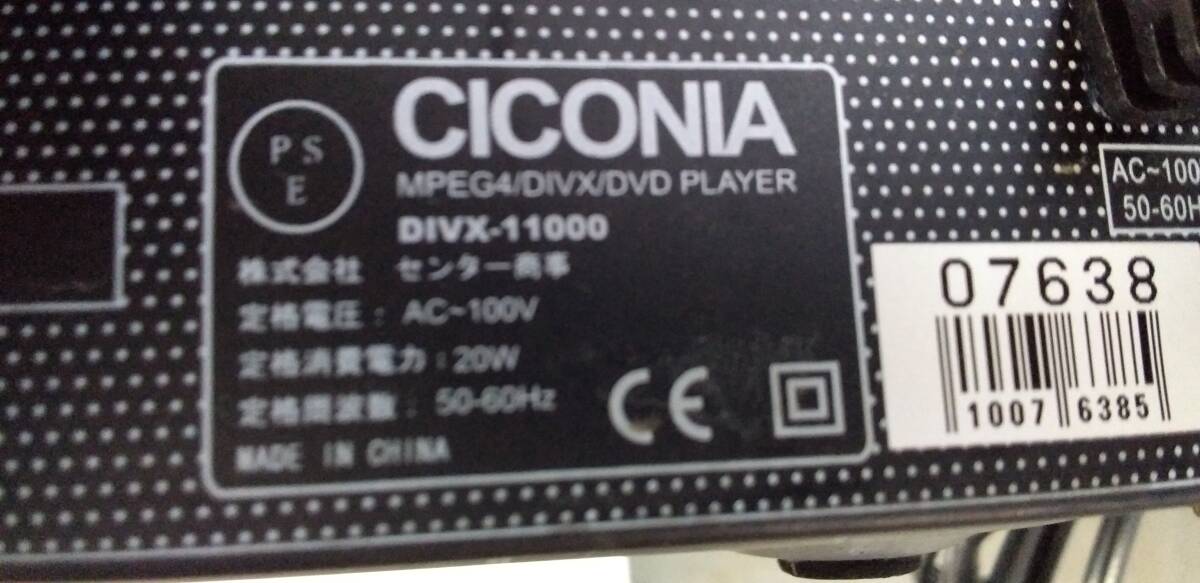 PS
E
CICONIA
MPEG4/DIVX/DVD PLAYER
DIVX-11000
株式会社 センター商事
定格電圧: AC~100V
定格消費電力:20W
定格周波数: 50-60Hz
MADE IN CHINA
CE
AC~100
50-60H
07638
1007 6385